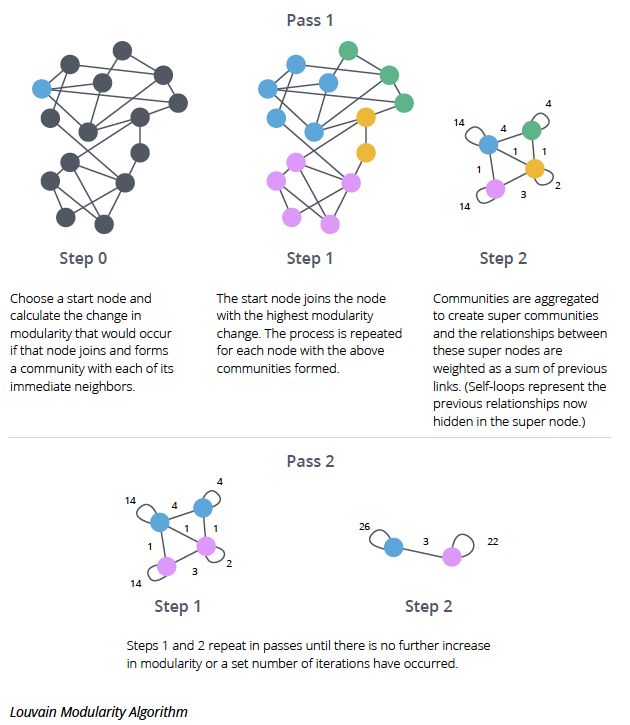 Pass 1
14
4
4
1
1
1
2
3
14
Step 0
Step 1
Step 2
Choose a start node and
calculate the change in
modularity that would occur
if that node joins and forms
a community with each of its
immediate neighbors.
The start node joins the node
with the highest modularity
change. The process is repeated
for each node with the above
communities formed.
Communities are aggregated
to create super communities
and the relationships between
these super nodes are
weighted as a sum of previous
links. (Self-loops represent the
previous relationships now
hidden in the super node.)
Pass 2
14
4
4
1
1
1
2
3
14
26
3
22
Step 1
Step 2
Steps 1 and 2 repeat in passes until there is no further increase
in modularity or a set number of iterations have occurred.
Louvain Modularity Algorithm